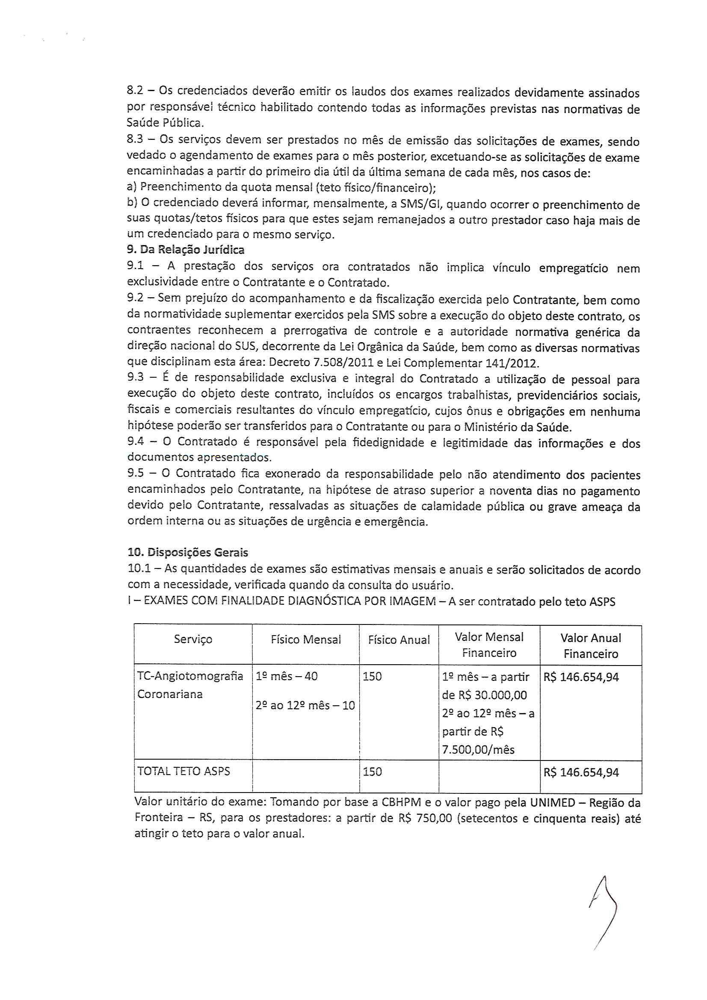 8.2 – Os credenciados deverão emitir os laudos dos exames realizados devidamente assinados
por responsável técnico habilitado contendo todas as informações previstas nas normativas de
Saúde Pública.
8.3 – Os serviços devem ser prestados no mês de emissão das solicitações de exames, sendo
vedado o agendamento de exames para o mês posterior, excetuando-se as solicitações de exame
encaminhadas a partir do primeiro dia útil da última semana de cada mês, nos casos de:
a) Preenchimento da quota mensal (teto físico/financeiro);
b) O credenciado deverá informar, mensalmente, a SMS/GI, quando ocorrer o preenchimento de
suas quotas/tetos físicos para que estes sejam remanejados a outro prestador caso haja mais de
um credenciado para o mesmo serviço.
9. Da Relação Jurídica
9.1 – A prestação dos serviços ora contratados não implica vínculo empregatício nem
exclusividade entre o Contratante e o Contratado.
9.2 – Sem prejuízo do acompanhamento e da fiscalização exercida pelo Contratante, bem como
da normatividade suplementar exercidos pela SMS sobre a execução do objeto deste contrato, os
contraentes reconhecem a prerrogativa de controle e a autoridade normativa genérica da
direção nacional do SUS, decorrente da Lei Orgânica da Saúde, bem como as diversas normativas
que disciplinam esta área: Decreto 7.508/2011 e Lei Complementar 141/2012.
9.3 – É de responsabilidade exclusiva e integral do Contratado a utilização de pessoal para
execução do objeto deste contrato, incluídos os encargos trabalhistas, previdenciários sociais,
fiscais e comerciais resultantes do vínculo empregatício, cujos ônus e obrigações em nenhuma
hipótese poderão ser transferidos para o Contratante ou para o Ministério da Saúde.
9.4 – O Contratado é responsável pela fidedignidade e legitimidade das informações e dos
documentos apresentados.
9.5 – O Contratado fica exonerado da responsabilidade pelo não atendimento dos pacientes
encaminhados pelo Contratante, na hipótese de atraso superior a noventa dias no pagamento
devido pelo Contratante, ressalvadas as situações de calamidade pública ou grave ameaça da
ordem interna ou as situações de urgência e emergência.
10. Disposições Gerais
10.1 – As quantidades de exames são estimativas mensais e anuais e serão solicitados de acordo
com a necessidade, verificada quando da consulta do usuário.
I – EXAMES COM FINALIDADE DIAGNÓSTICA POR IMAGEM – A ser contratado pelo teto ASPS
Serviço
Físico Mensal
Físico Anual
Valor Mensal
Financeiro
Valor Anual
Financeiro
TC-Angiotomografia
Coronariana
1º mês – 40
2º ao 12º mês – 10
150
1º mês – a partir
de R$ 30.000,00
2º ao 12º mês – a
partir de R$
7.500,00/mês
R$ 146.654,94
TOTAL TETO ASPS
150
R$ 146.654,94
Valor unitário do exame: Tomando por base a CBHPM e o valor pago pela UNIMED – Região da
Fronteira – RS, para os prestadores: a partir de R$ 750,00 (setecentos e cinquenta reais) até
atingir o teto para o valor anual.